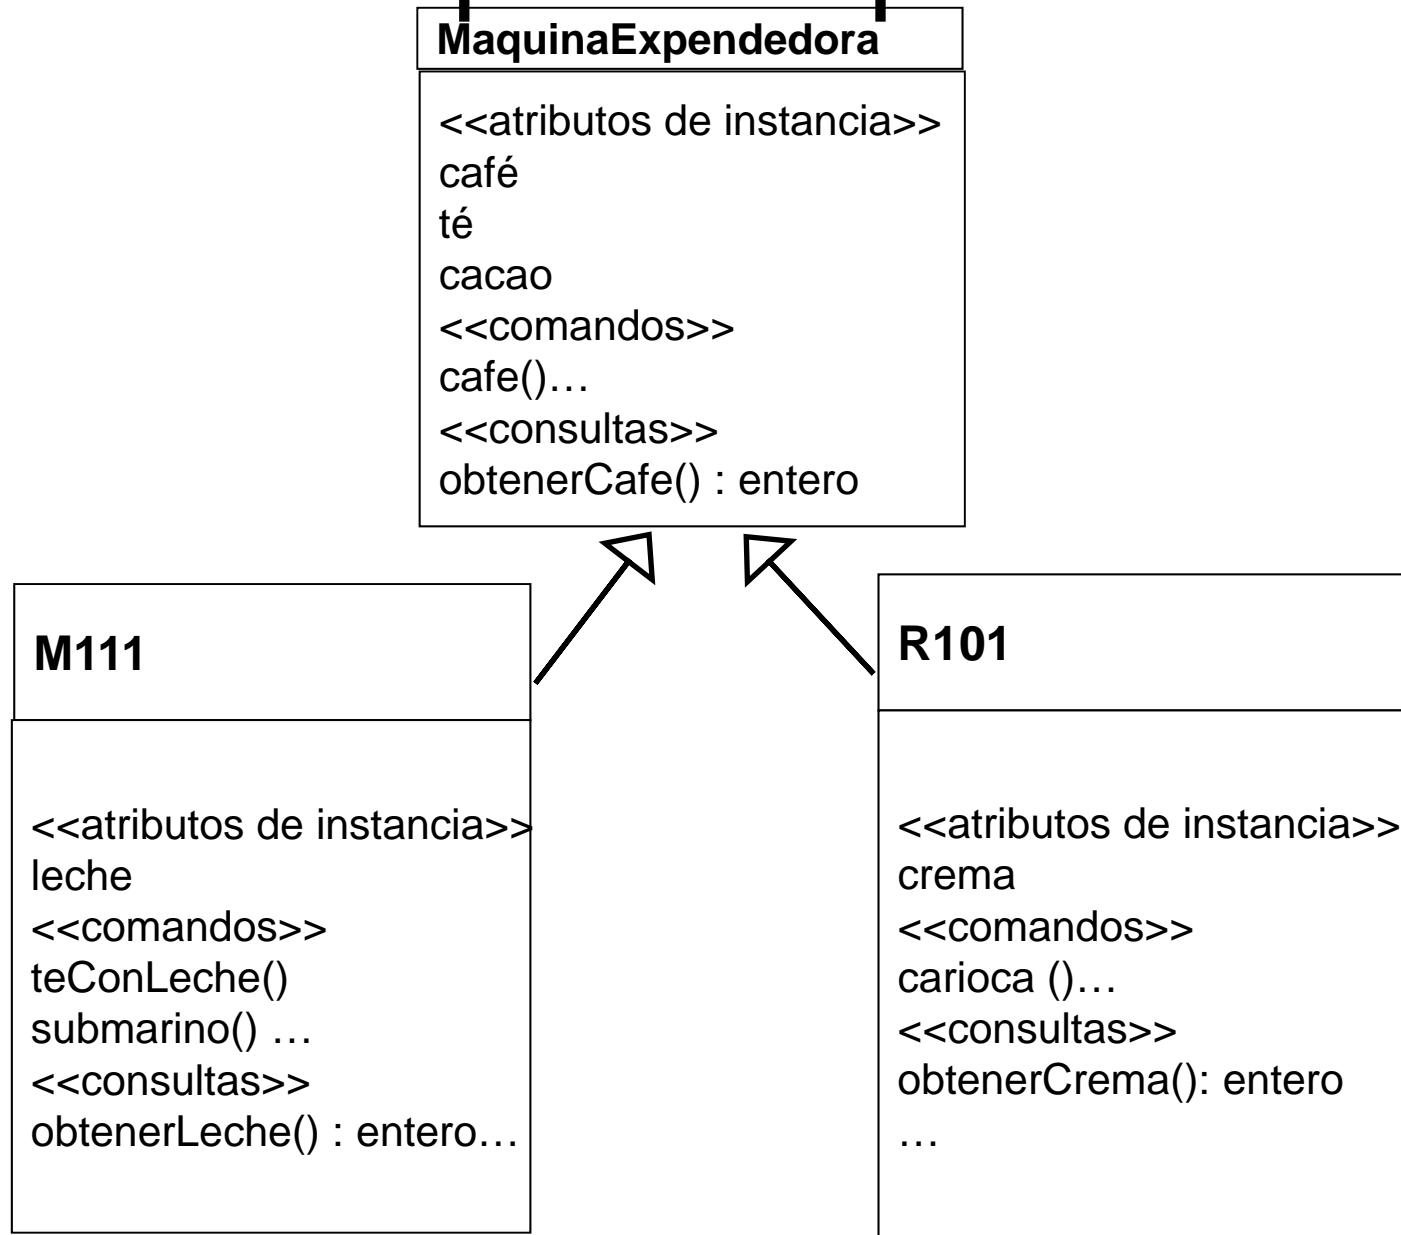 MaquinaExpendedora
<<atributos de instancia>>
café
té
cacao
<<comandos>>
cafe()…
<<consultas>>
obtenerCafe() : entero
M111
<<atributos de instancia>>
leche
<<comandos>>
teConLeche()
submarino() …
<<consultas>>
obtenerLeche() : entero…
R101
<<atributos de instancia>>
crema
<<comandos>>
carioca ()…
<<consultas>>
obtenerCrema(): entero
…